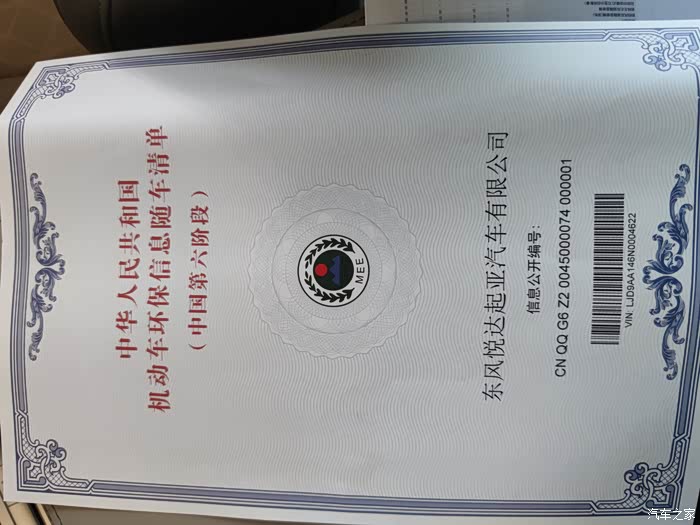 中华人民共和国
机动车环保信息随车清单
(中国第六阶段)
MEE
东风悦达起亚汽车有限公司
信息公开编号:
CN QQ G6 Z2 0045000074 000001
VIN: LJD9AA146N0004622
汽车之家